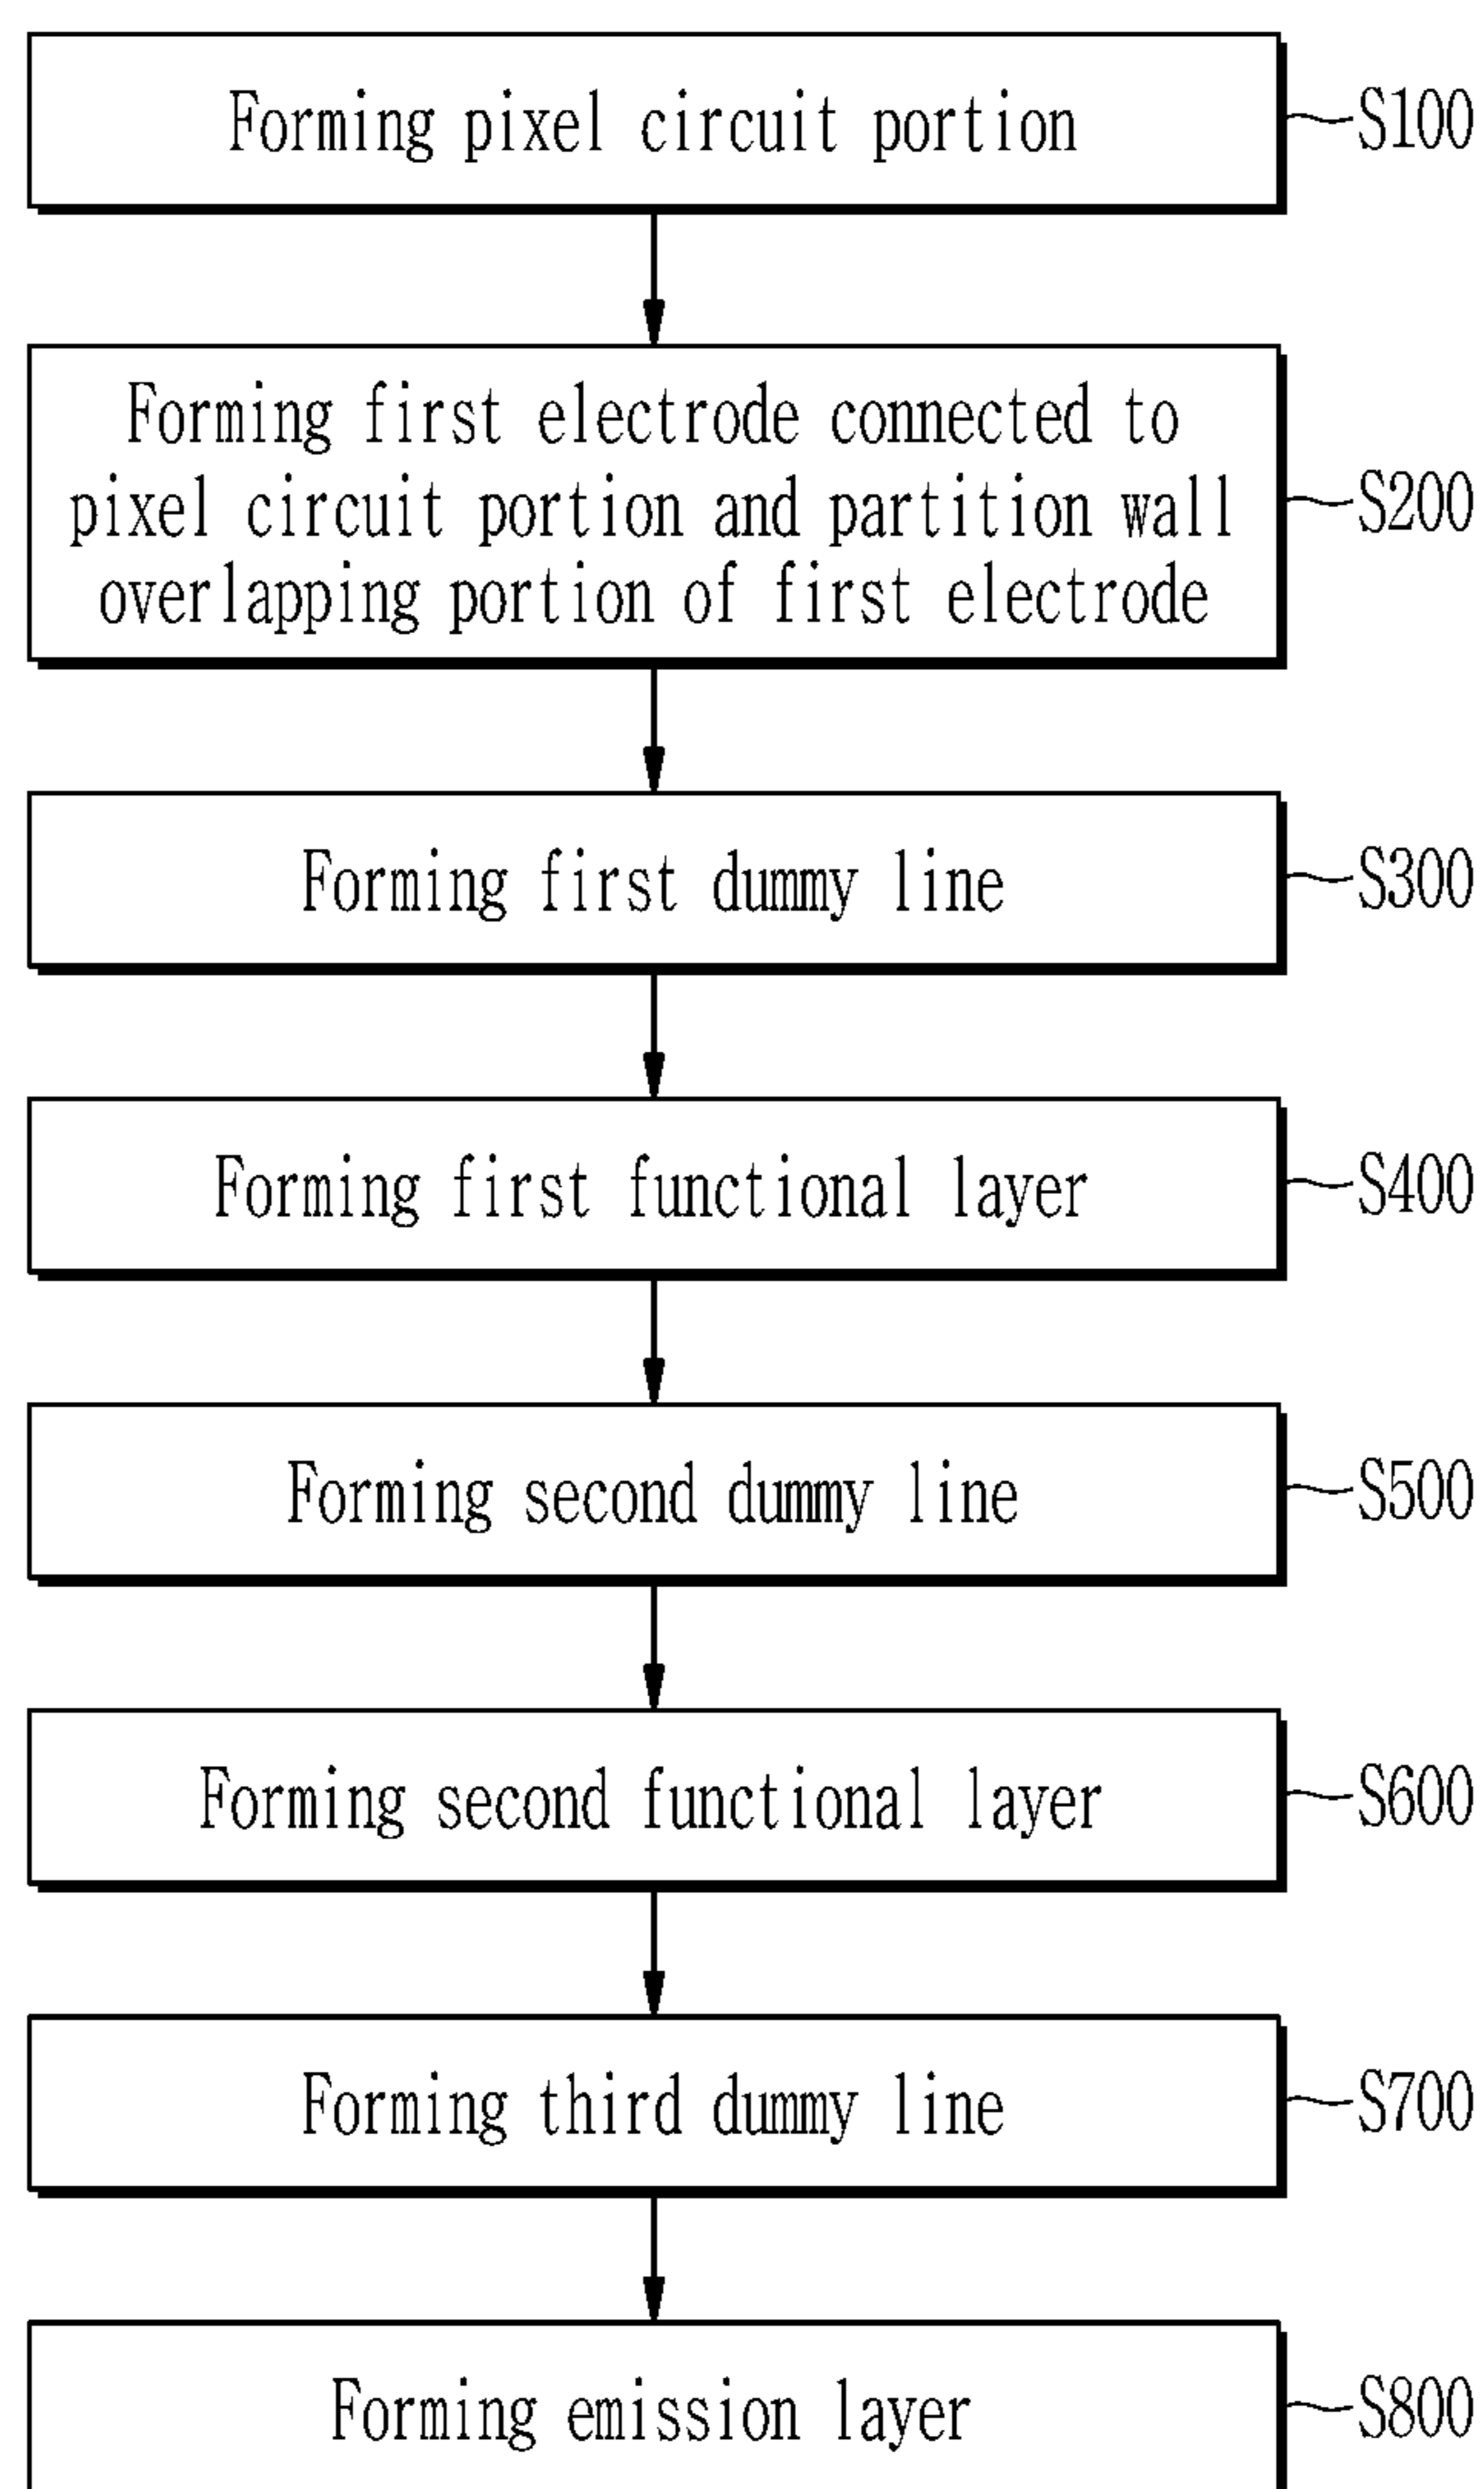 Forming pixel circuit portion
S100
Forming first electrode connected to
pixel circuit portion and partition wall
overlapping portion of first electrode
S200
Forming first dummy line
S300
Forming first functional layer
S400
Forming second dummy line
S500
Forming second functional layer
S600
Forming third dummy line
S700
Forming emission layer
S800